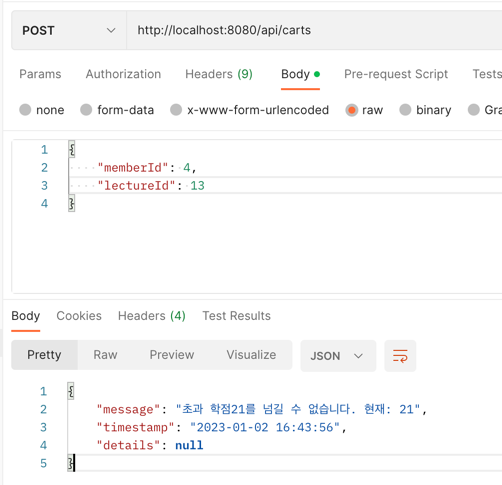 POST http://localhost:8080/api/carts
Params Authorization Headers (9) Body Pre-request Script Tests
none form-data x-www-form-urlencoded raw binary Gra
1 {
2 "memberId": 4,
3 "lectureId": 13
4 }
Body Cookies Headers (4) Test Results
Pretty Raw Preview Visualize JSON
1 {
2 "message": "초과 학점21를 넘길 수 없습니다. 현재: 21",
3 "timestamp": "2023-01-02 16:43:56",
4 "details": null
5 }